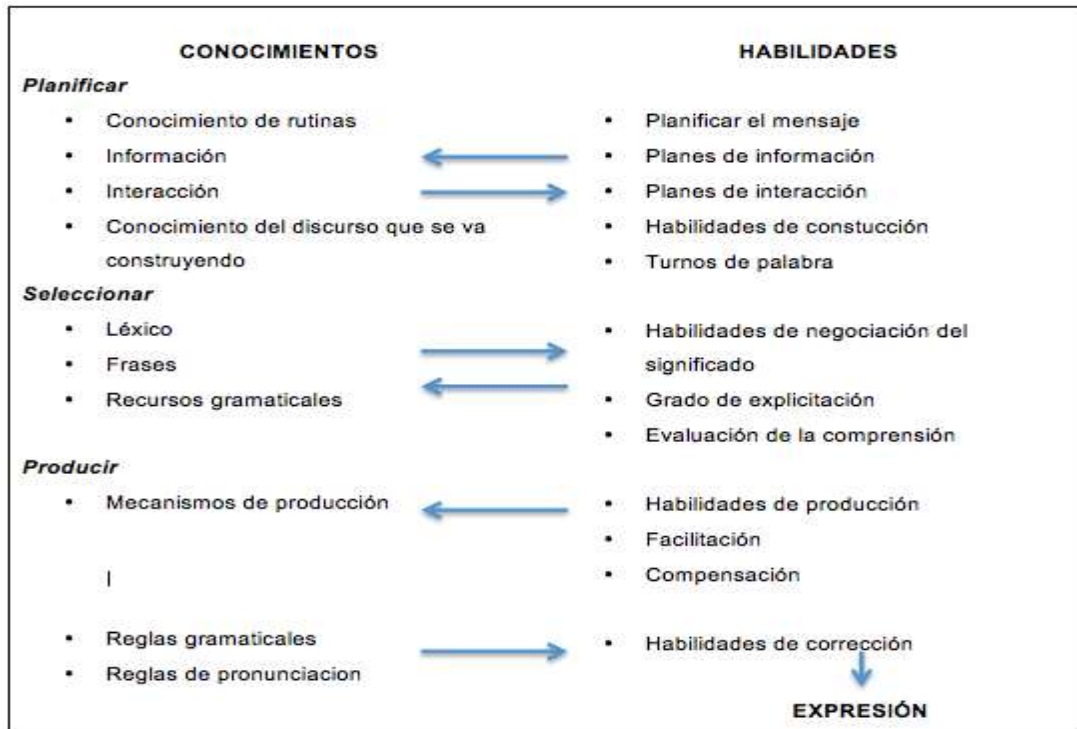 CONOCIMIENTOS HABILIDADES
Planificar
• Conocimiento de rutinas • Planificar el mensaje
• Información • Planes de información
• Interacción • Planes de interacción
• Conocimiento del discurso que se va • Habilidades de constucción
construyendo • Turnos de palabra
Seleccionar
• Léxico • Habilidades de negociación del
• Frases significado
• Recursos gramaticales • Grado de explicitación
• Evaluación de la comprensión
Producir
• Mecanismos de producción • Habilidades de producción
• Facilitación
| • Compensación
• Reglas gramaticales • Habilidades de corrección
• Reglas de pronunciacion
EXPRESIÓN